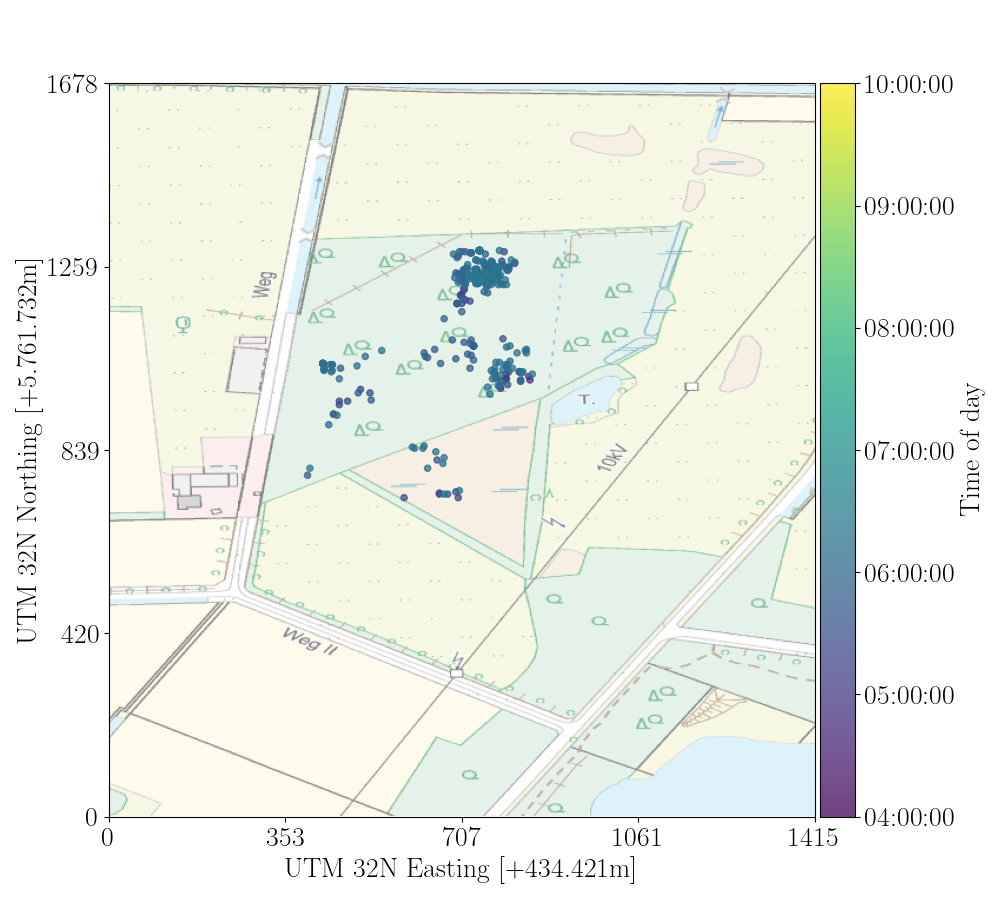 1678
1259
839
420
0
0
353
707
1061
1415
UTM 32N Easting [+434.421m]
UTM 32N Northing [+5.761.732m]
Weg
T.
10kV
Weg II
10:00:00
09:00:00
08:00:00
07:00:00
06:00:00
05:00:00
04:00:00
Time of day